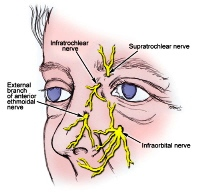 Infratrochlear
nerve
Supratrochlear nerve
External
branch
of anterior
ethmoidal
nerve
Infraorbital nerve